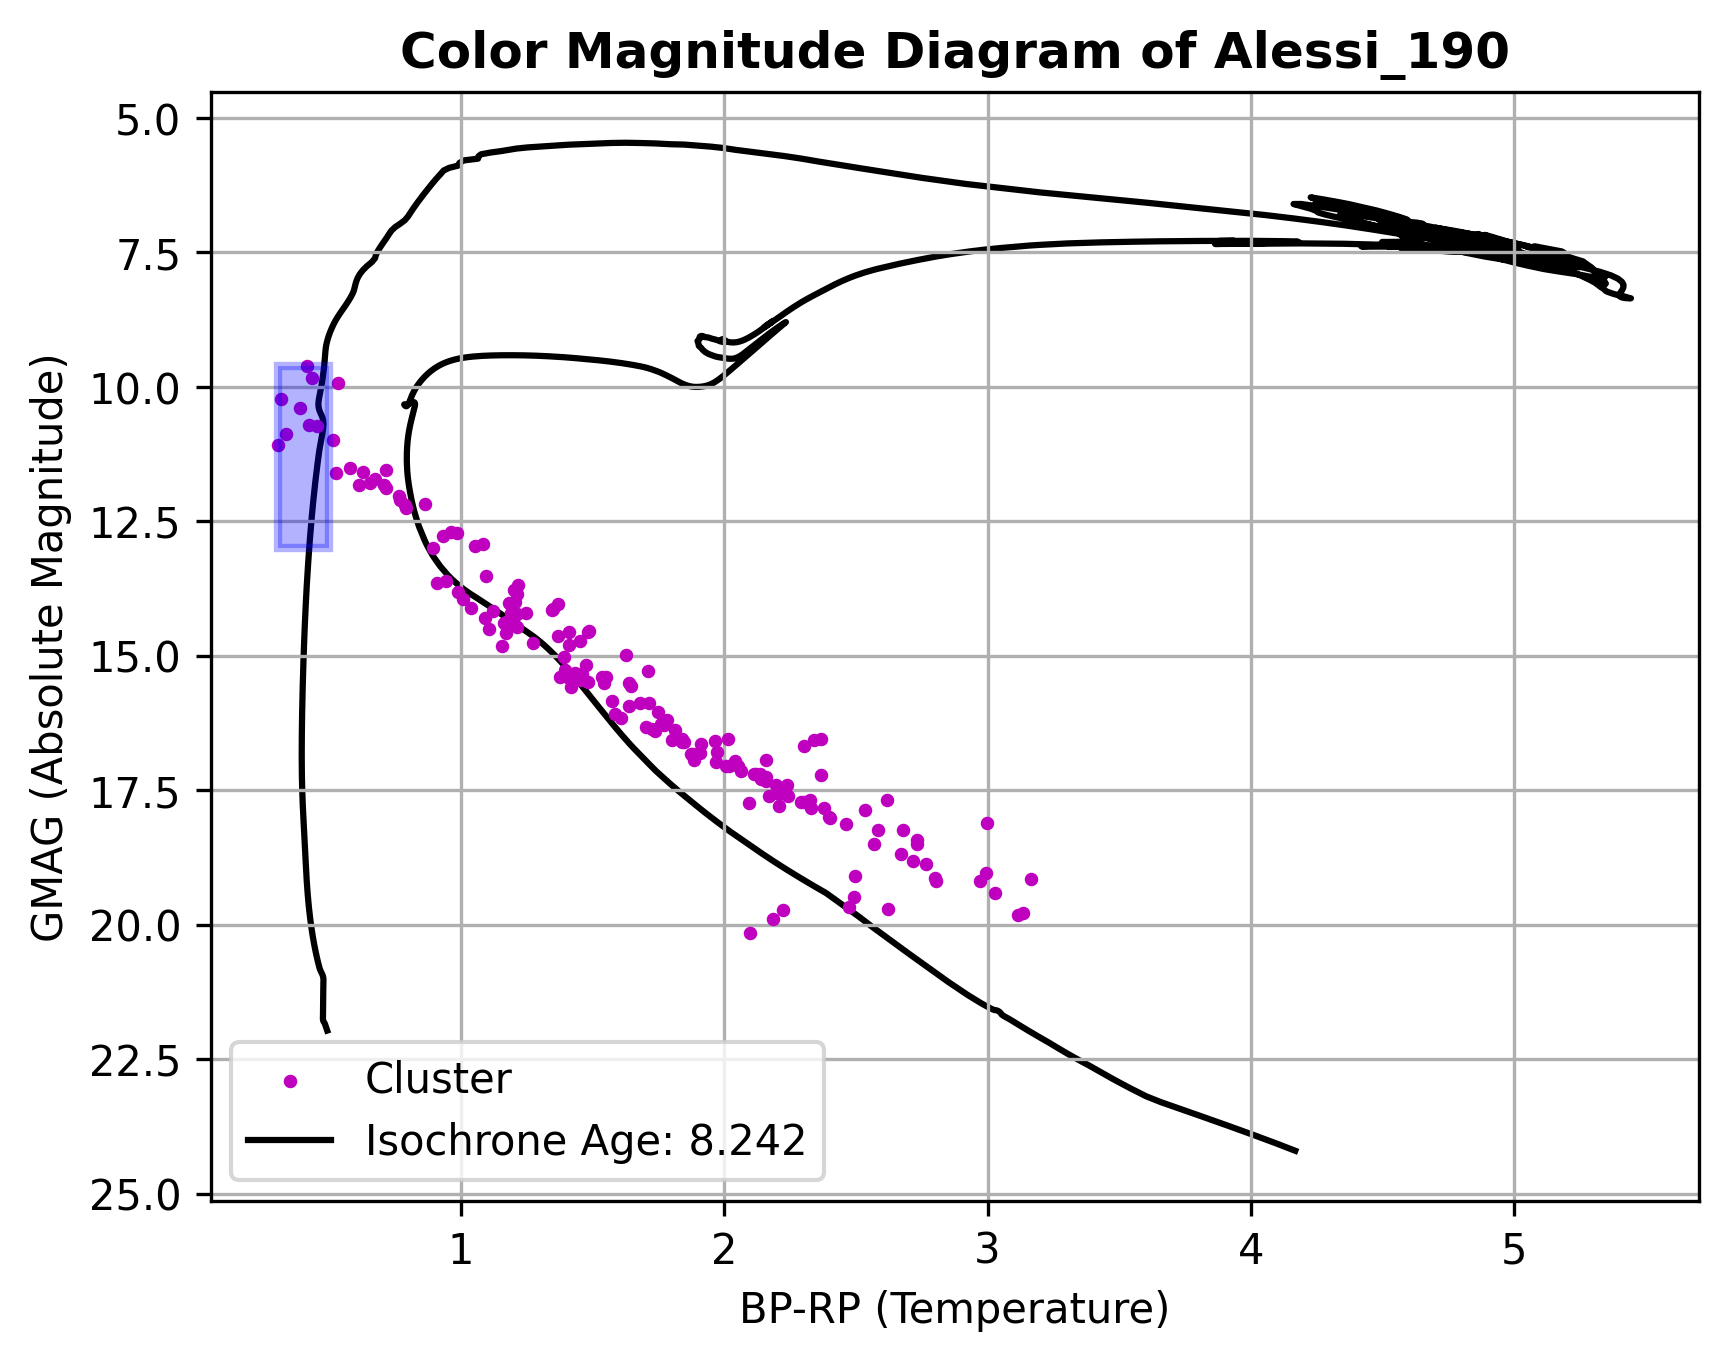 Color Magnitude Diagram of Alessi_190
GMAG (Absolute Magnitude)
5.0
7.5
10.0
12.5
15.0
17.5
20.0
22.5
25.0
Cluster
Isochrone Age: 8.242
1 2 3 4 5
BP-RP (Temperature)